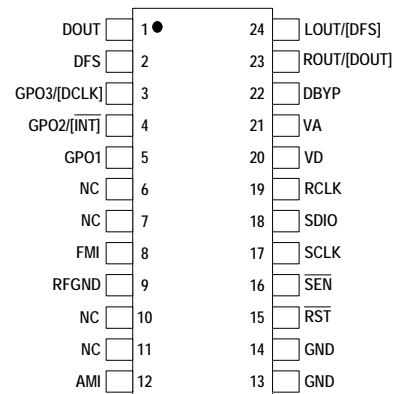 DOUT 1 24 LOUT/[DFS]
DFS 2 23 ROUT/[DOUT]
GPO3/[DCLK] 3 22 DBYP
GPO2/[INT] 4 21 VA
GPO1 5 20 VD
NC 6 19 RCLK
NC 7 18 SDIO
FMI 8 17 SCLK
RFGND 9 16 SEN
NC 10 15 RST
NC 11 14 GND
AMI 12 13 GND